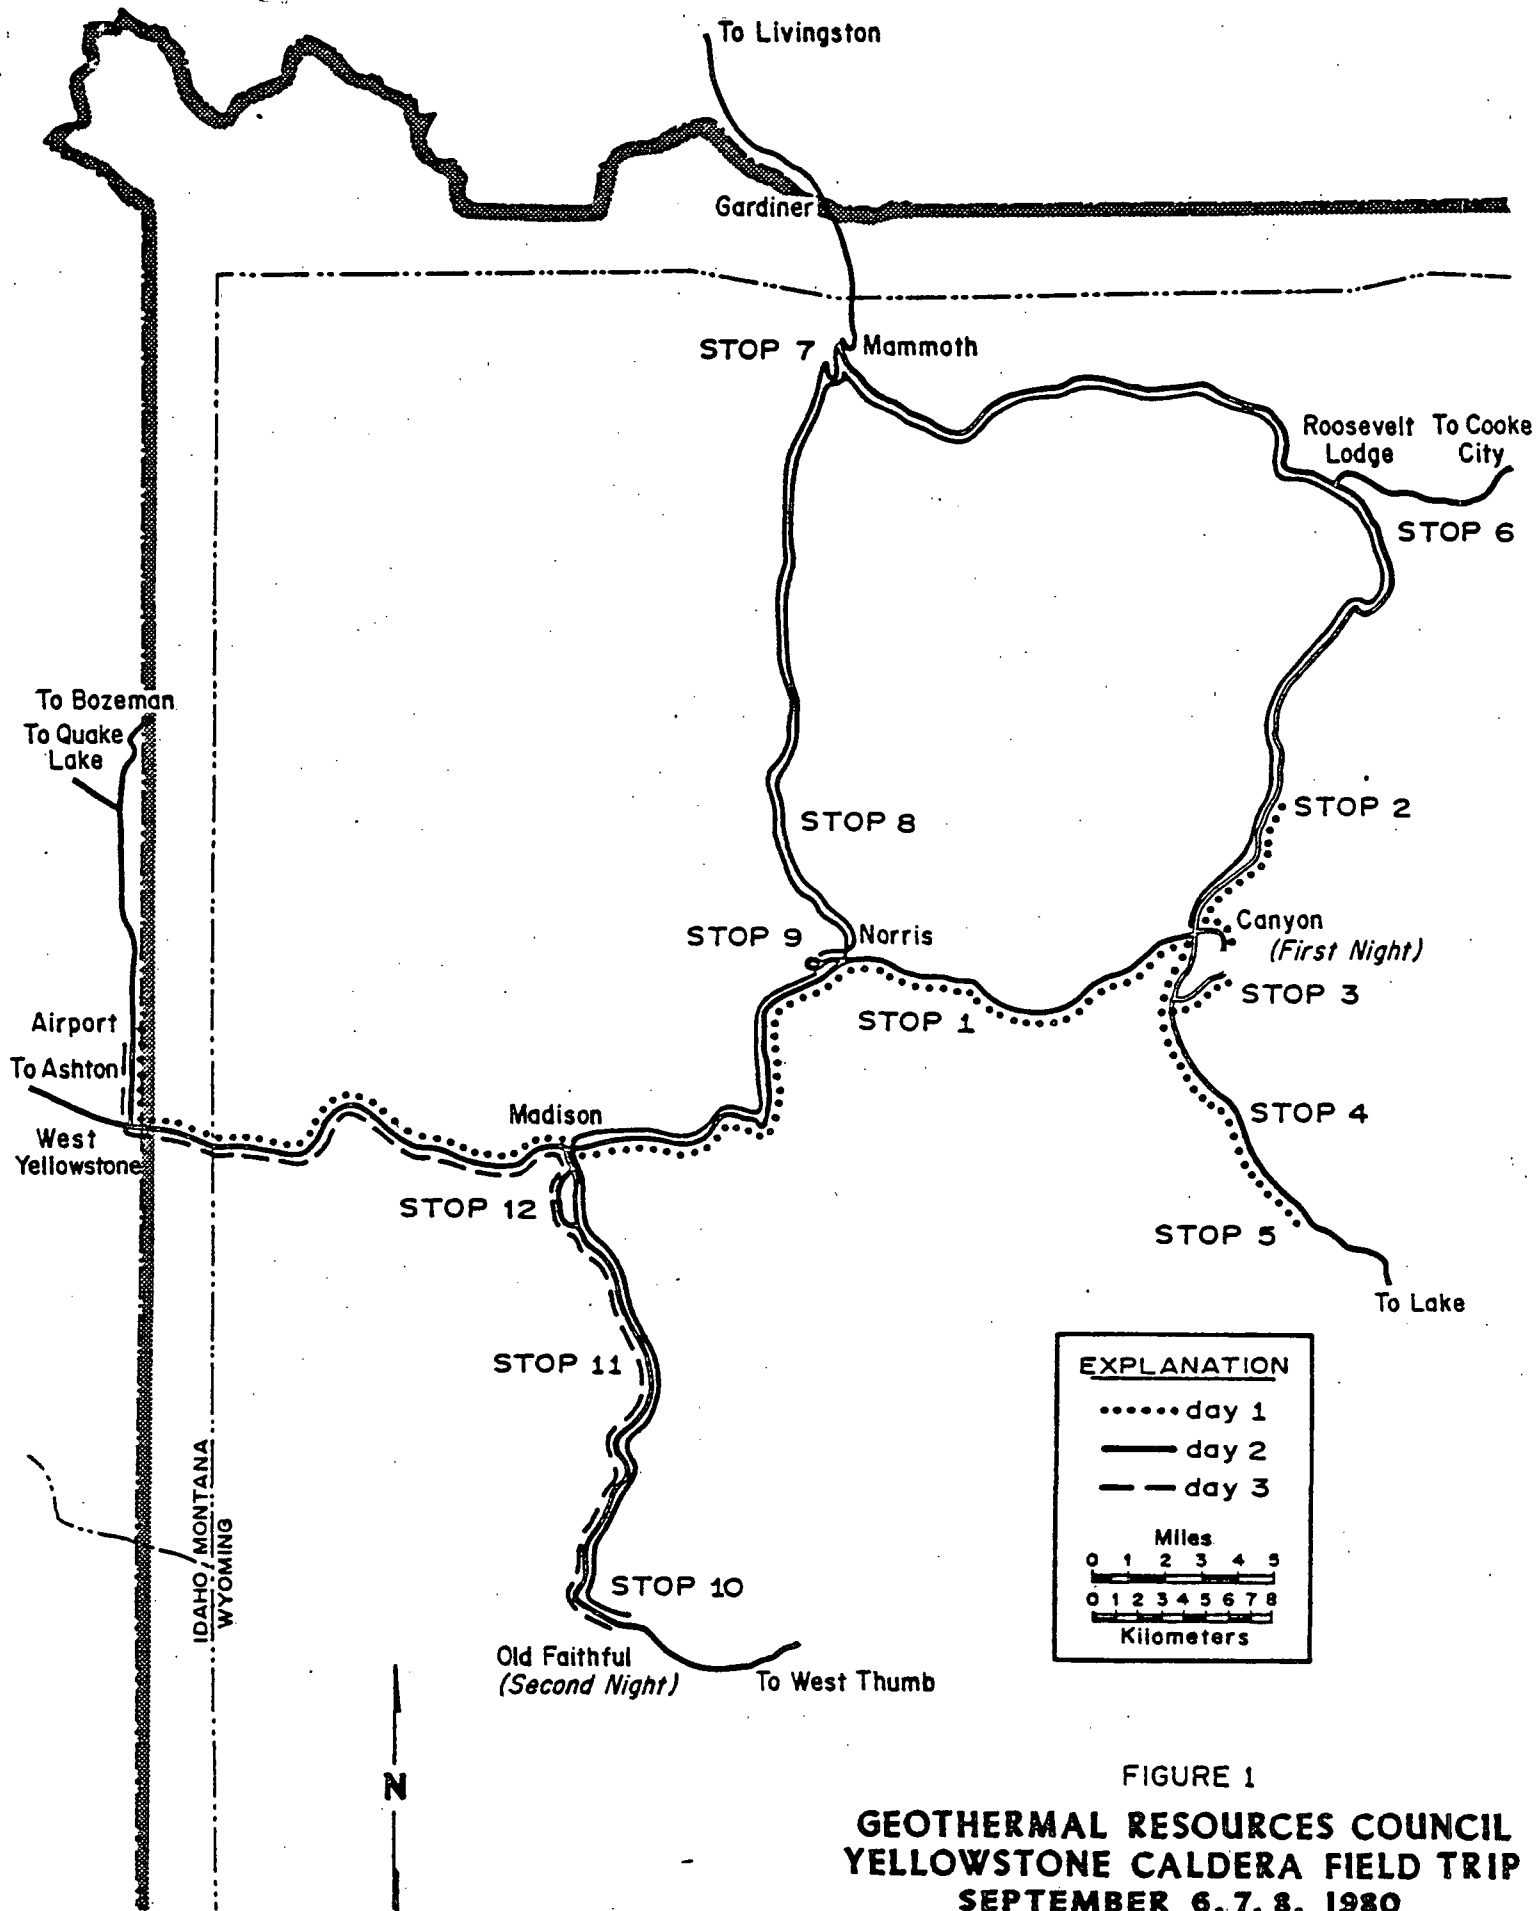 To Livingston
Gardiner
STOP 7
Mammoth
Roosevelt
Lodge
To Cooke
City
STOP 6
To Bozeman
To Quake
Lake
STOP 2
STOP 8
STOP 9
Norris
Canyon
(First Night)
STOP 3
STOP 1
Airport
To Ashton
West
Yellowstone
Madison
STOP 4
STOP 12
STOP 5
To Lake
STOP 11
EXPLANATION
day 1
day 2
day 3
Miles
0 1 2 3 4 5
0 1 2 3 4 5 6 7 8
Kilometers
IDAHO/MONTANA
WYOMING
STOP 10
Old Faithful
(Second Night)
To West Thumb
N
FIGURE 1
GEOTHERMAL RESOURCES COUNCIL
YELLOWSTONE CALDERA FIELD TRIP
SEPTEMBER 6, 7, 8, 1980